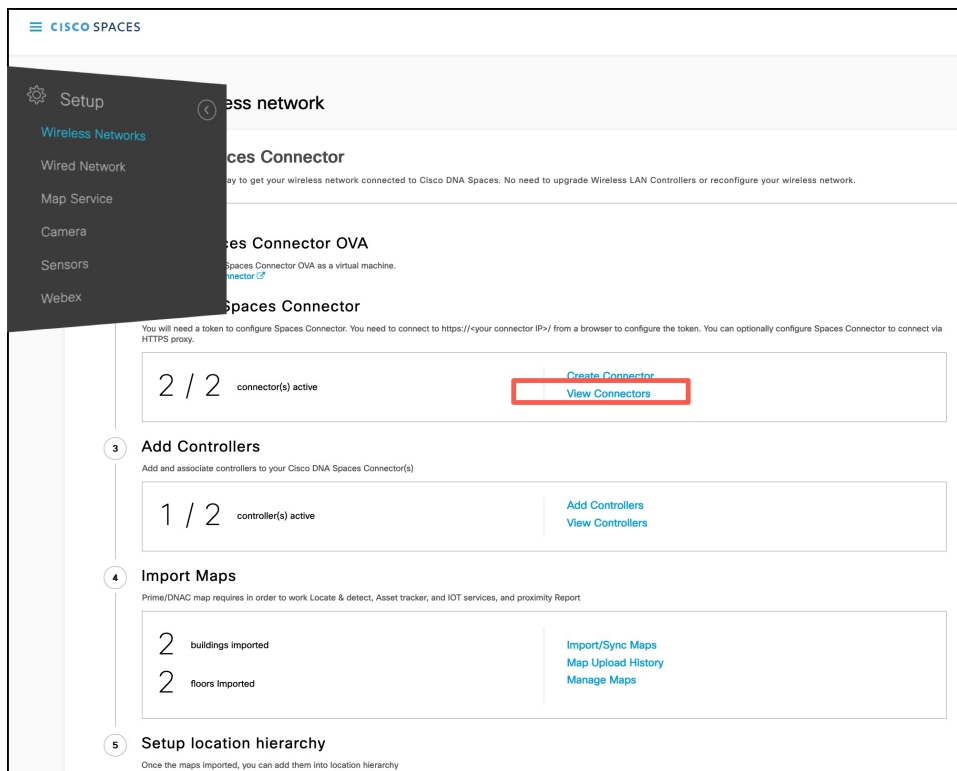 CISCO SPACES
Setup
Wireless Networks
Wired Network
Map Service
Camera
Sensors
Webex
ess network
ces Connector
ay to get your wireless network connected to Cisco DNA Spaces. No need to upgrade Wireless LAN Controllers or reconfigure your wireless network.
ces Connector OVA
Spaces Connector OVA as a virtual machine.
nnector
Spaces Connector
You will need a token to configure Spaces Connector. You need to connect to https://<your connector IP>/ from a browser to configure the token. You can optionally configure Spaces Connector to connect via
HTTPS proxy.
2 / 2 connector(s) active
Create Connector
View Connectors
3 Add Controllers
Add and associate controllers to your Cisco DNA Spaces Connector(s)
1 / 2 controller(s) active
Add Controllers
View Controllers
4 Import Maps
Prime/DNAC map requires in order to work Locate & detect, Asset tracker, and IOT services, and proximity Report
2 buildings imported
2 floors Imported
Import/Sync Maps
Map Upload History
Manage Maps
5 Setup location hierarchy
Once the maps imported, you can add them into location hierarchy